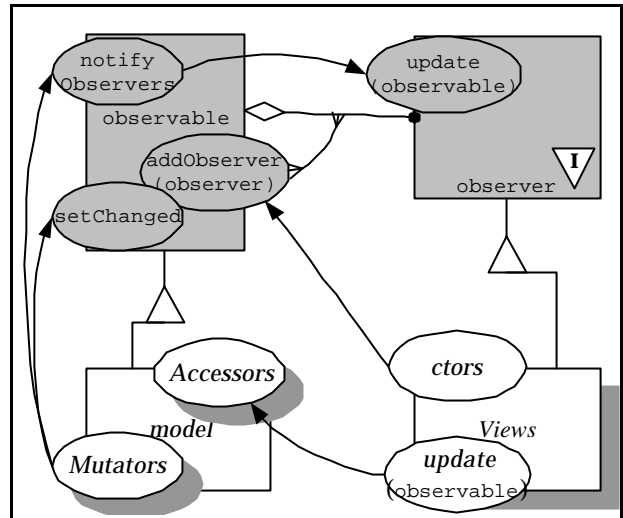 notify
Observers
update
(observable)
observable
addObserver
(observer)
I
observer
setChanged
Accessors
ctors
model
Views
Mutators
update
(observable)